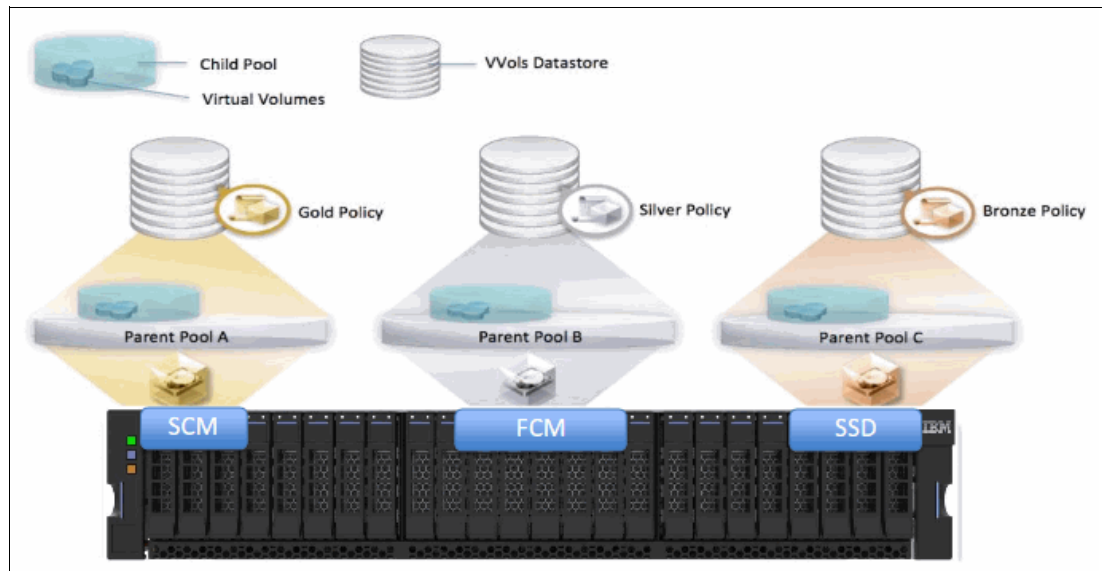 Child Pool
Virtual Volumes
VVols Datastore
Gold Policy
Silver Policy
Bronze Policy
Parent Pool A
Parent Pool B
Parent Pool C
SCM
FCM
SSD
IBM